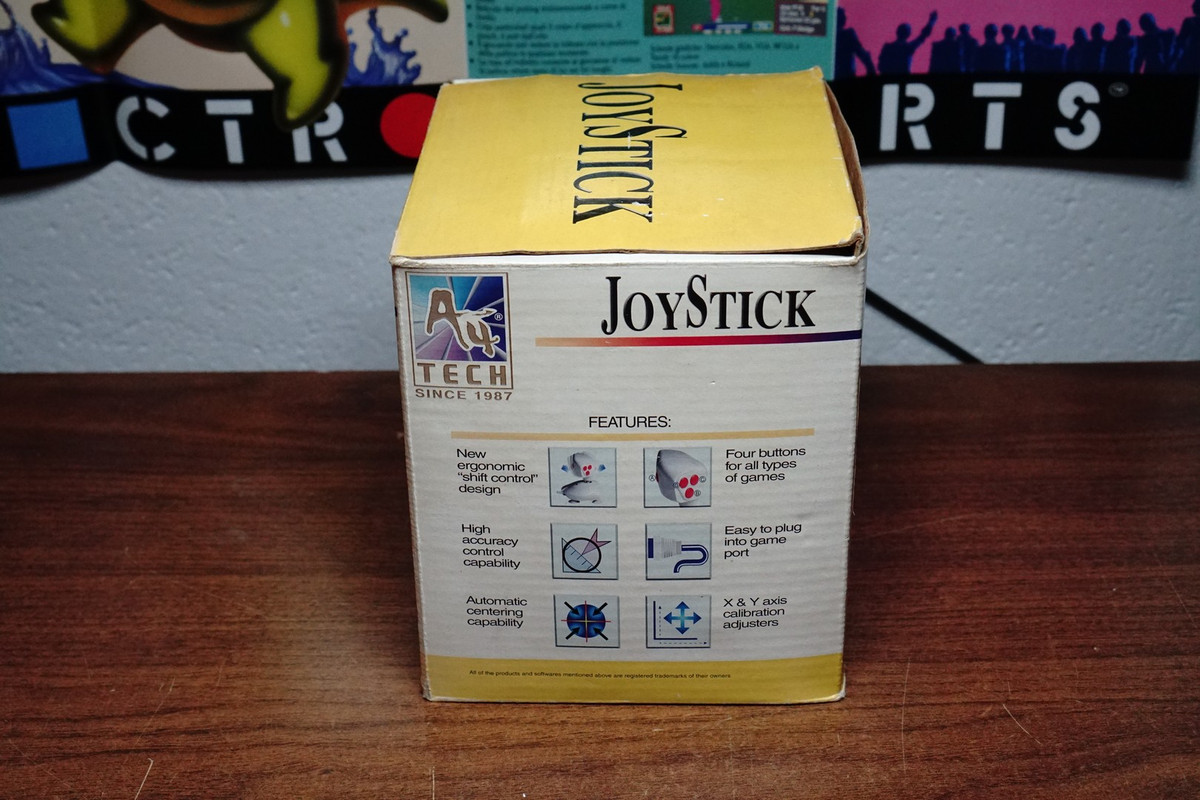 CTR
RTS™
JOYSTICK
A4®
TECH
SINCE 1987
JOYSTICK
FEATURES:
New
ergonomic
"shift control"
design
Four buttons
for all types
of games
High
accuracy
control
capability
Easy to plug
into game
port
Automatic
centering
capability
X & Y axis
calibration
adjusters
All of the products and softwares mentioned above are registered trademarks of their owners